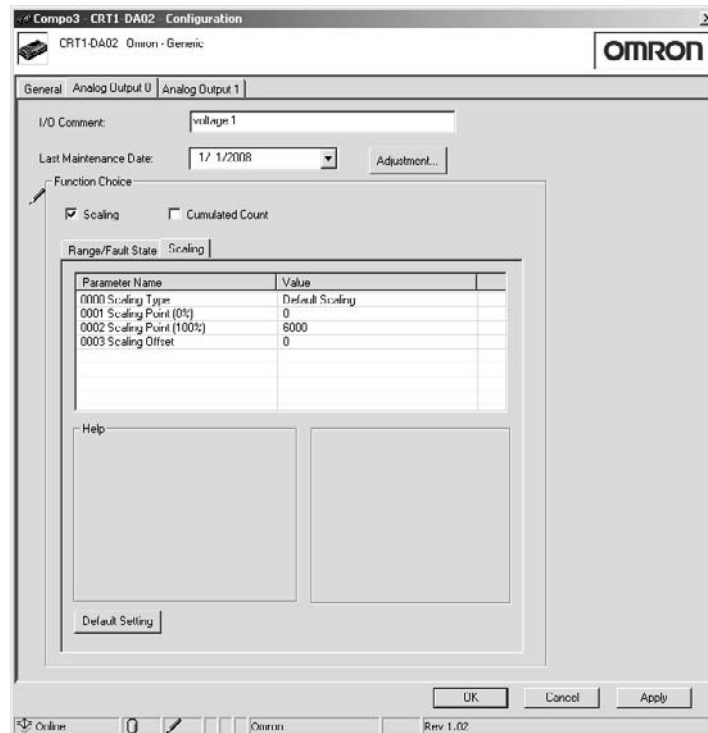 Compo3 - CRT1-DA02 - Configuration
CRT1-DA02 Omron - Generic
OMRON
General Analog Output 0 Analog Output 1
I/O Comment: voltage 1
Last Maintenance Date: 1/ 1/2008 Adjustment...
Function Choice
Scaling Cumulated Count
Range/Fault State Scaling
Parameter Name Value
0000 Scaling Type Default Scaling
0001 Scaling Point (0%) 0
0002 Scaling Point (100%) 6000
0003 Scaling Offset 0
Help
Default Setting
OK Cancel Apply
Online 0 Omron Rev 1.02